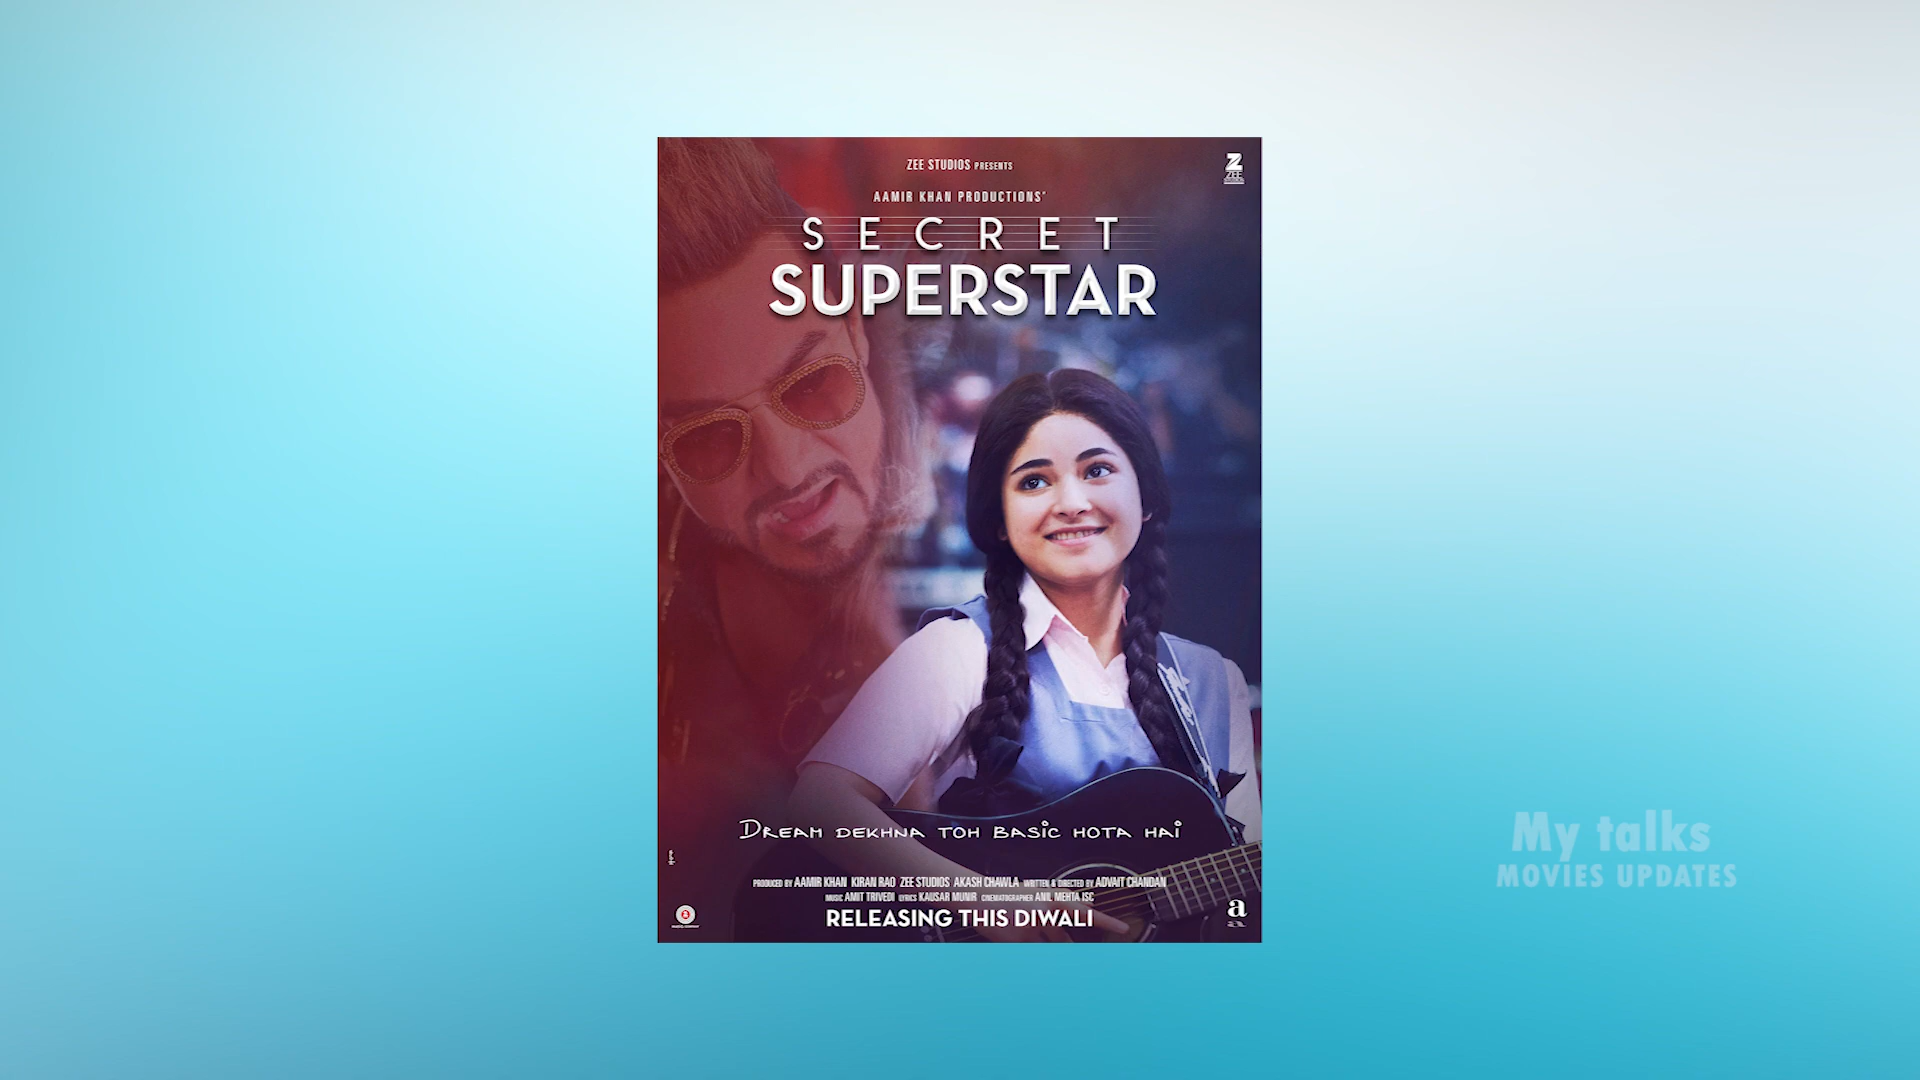 ZEE STUDIOS PRESENTS
Z
ZEE
AAMIR KHAN PRODUCTIONS'
SECRET
SUPERSTAR
DREAM DEKHNA TOH BASIC HOTA HAI
My talks
MOVIES UPDATES
PRODUCED BY AAMIR KHAN KIRAN RAO ZEE STUDIOS AKASH CHAWLA WRITTEN & DIRECTED BY ADVAIT CHANDAN
MUSIC AMIT TRIVEDI LYRICS KAUSAR MUNIR CINEMATOGRAPHER ANIL MEHTA ISC
RELEASING THIS DIWALI
a